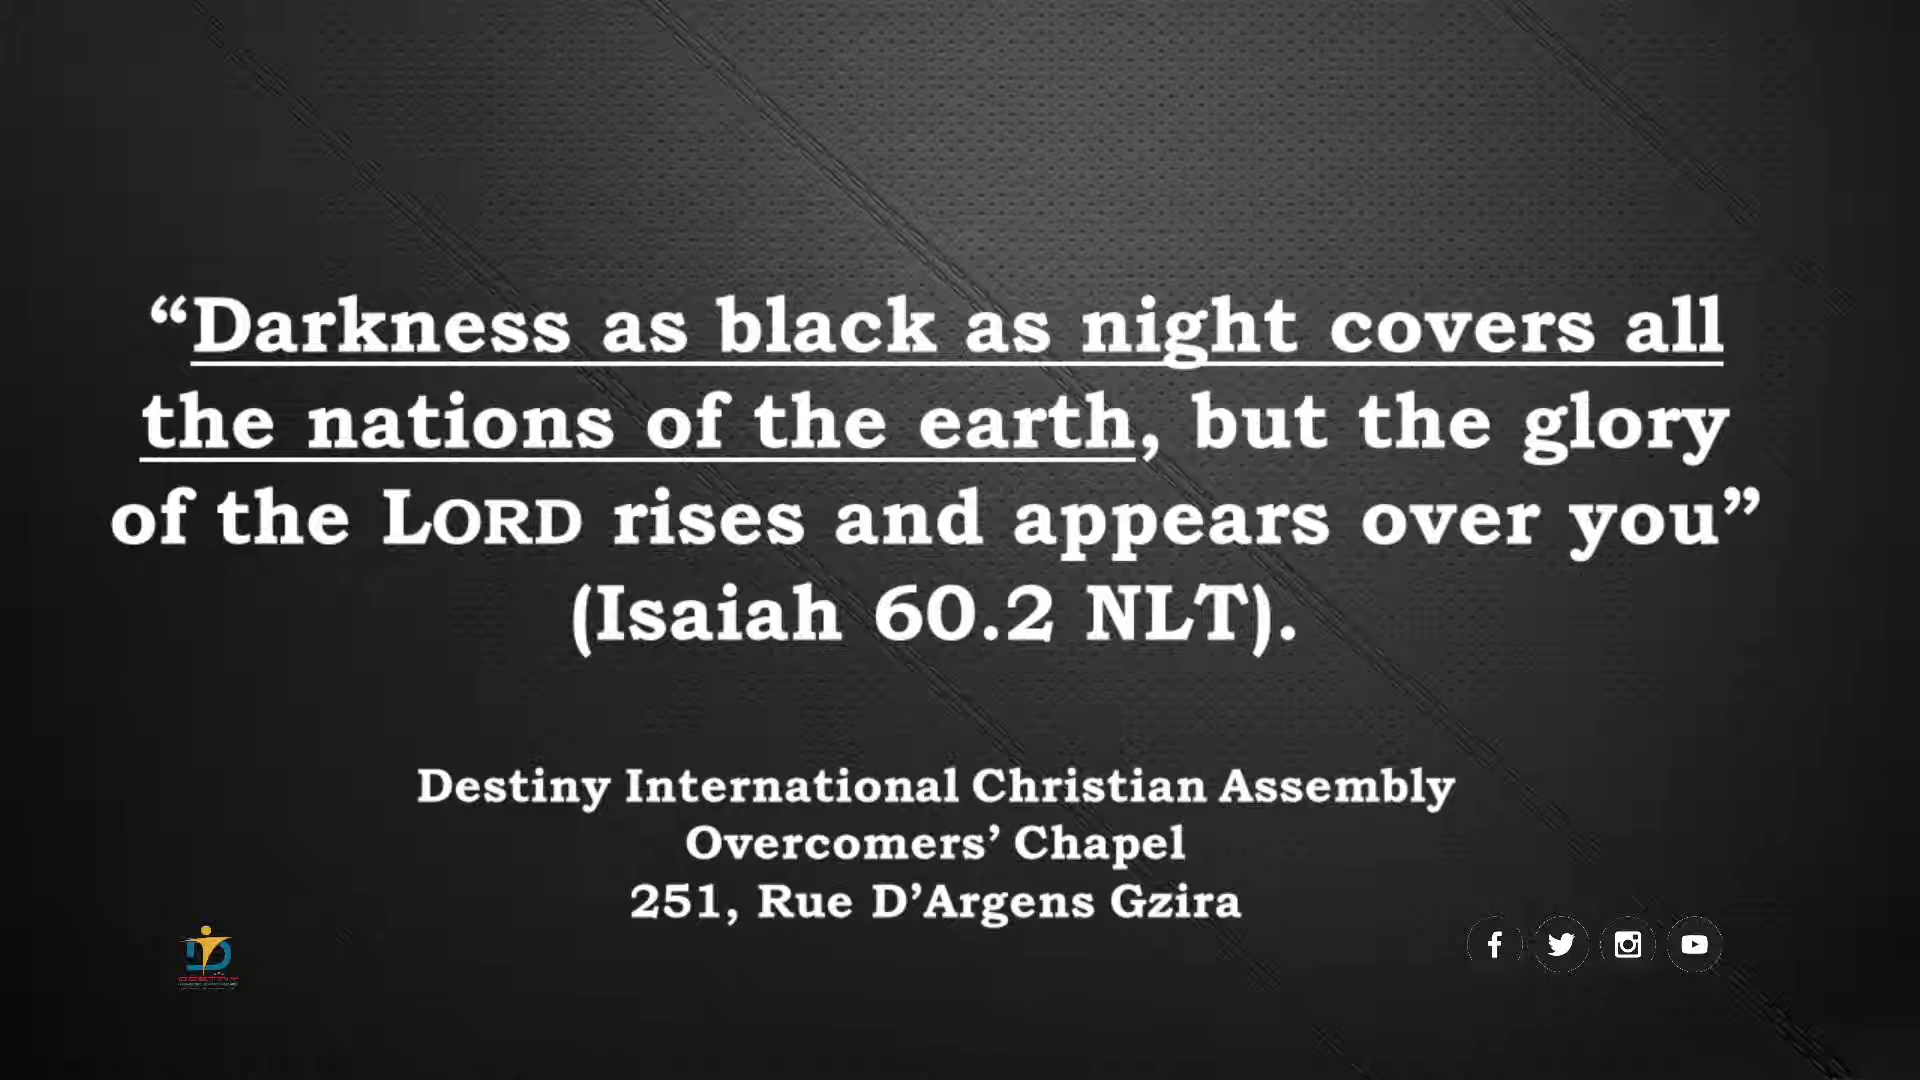 “Darkness as black as night covers all
the nations of the earth, but the glory
of the LORD rises and appears over you”
(Isaiah 60.2 NLT).
Destiny International Christian Assembly
Overcomers’ Chapel
251, Rue D’Argens Gzira
DESTINY